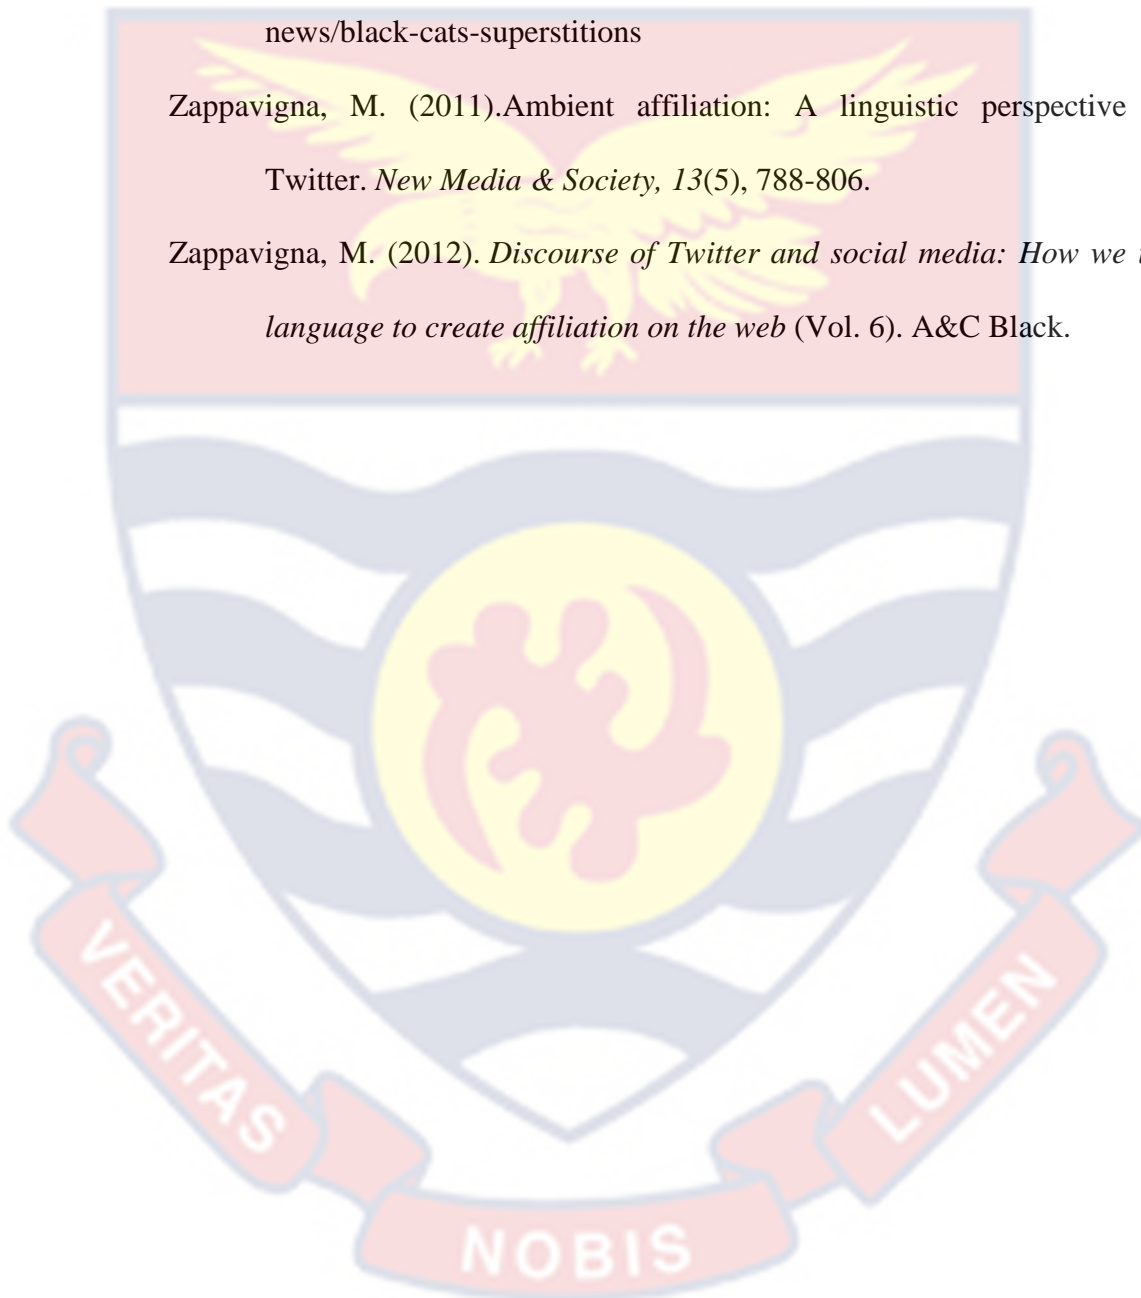 news/black-cats-superstitions
Zappavigna, M. (2011).Ambient affiliation: A linguistic perspective
Twitter. New Media & Society, 13(5), 788-806.
Zappavigna, M. (2012). Discourse of Twitter and social media: How we
language to create affiliation on the web (Vol. 6). A&C Black.
VERITAS
NOBIS
LUMEN